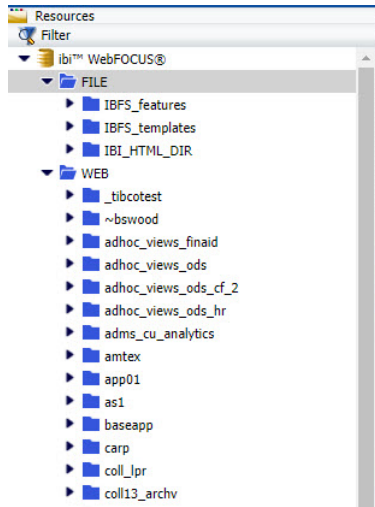 Resources
Filter
ibi™ WebFOCUS®
FILE
IBFS_features
IBFS_templates
IBI_HTML_DIR
WEB
_tibcotest
~bswood
adhoc_views_finaid
adhoc_views_ods
adhoc_views_ods_cf_2
adhoc_views_ods_hr
adms_cu_analytics
amtex
app01
as1
baseapp
carp
coll_lpr
coll13_archv